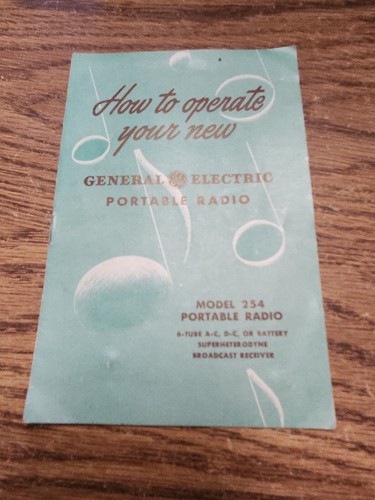 How to operate
your new
GENERAL GE ELECTRIC
PORTABLE RADIO
MODEL 254
PORTABLE RADIO
6-TUBE A-C, D-C, OR BATTERY
SUPERHETERODYNE
BROADCAST RECEIVER